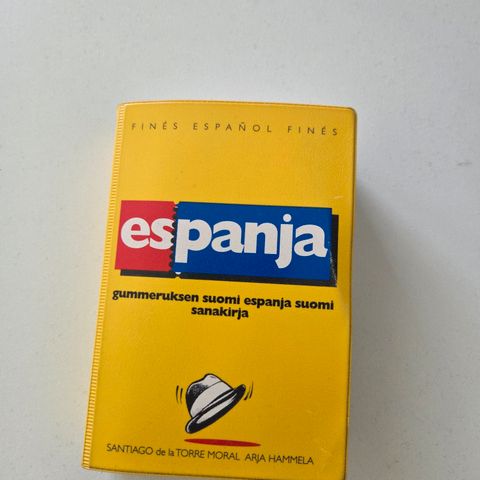 FINÉS ESPAÑOL FINÉS
espanja
gummeruksen suomi espanja suomi
sanakirja
SANTIAGO de la TORRE MORAL ARJA HAMMELA